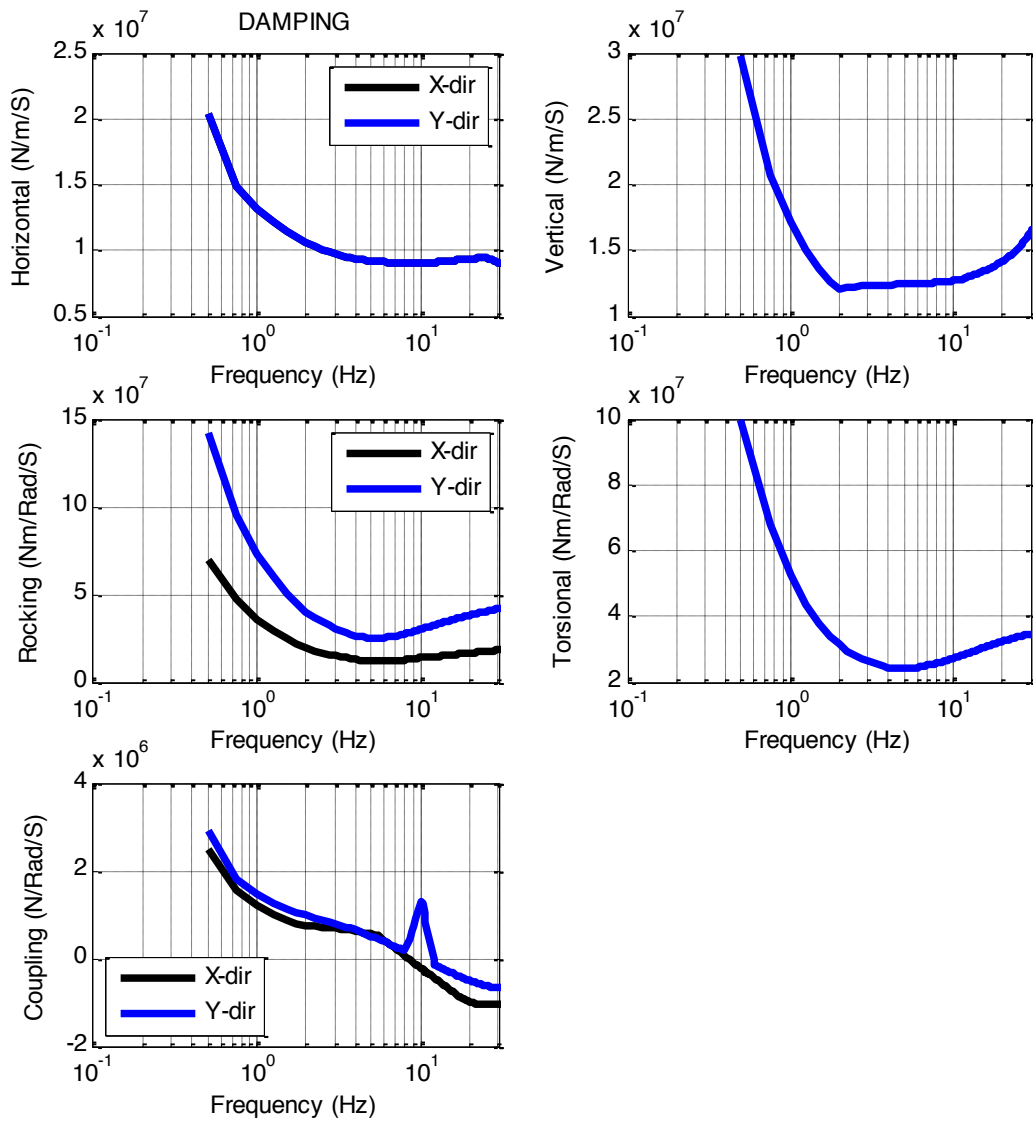 DAMPING
x 10^7
2.5
2
1.5
1
0.5
Horizontal (N/m/S)
X-dir
Y-dir
10^-1 10^0 10^1
Frequency (Hz)
x 10^7
3
2.5
2
1.5
1
Vertical (N/m/S)
10^-1 10^0 10^1
Frequency (Hz)
x 10^7
15
10
5
0
Rocking (Nm/Rad/S)
X-dir
Y-dir
10^-1 10^0 10^1
Frequency (Hz)
x 10^7
10
8
6
4
2
Torsional (Nm/Rad/S)
10^-1 10^0 10^1
Frequency (Hz)
x 10^6
4
2
0
-2
Coupling (N/Rad/S)
X-dir
Y-dir
10^-1 10^0 10^1
Frequency (Hz)